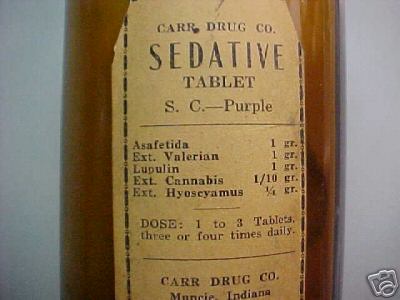 CARR DRUG CO.
SEDATIVE
TABLET
S. C.—Purple
Asafetida 1 gr.
Ext. Valerian 1 gr.
Lupulin 1 gr.
Ext. Cannabis 1/10 gr.
Ext. Hyoscyamus ¼ gr.
DOSE: 1 to 3 Tablets,
three or four times daily.
CARR DRUG CO.
Muncie, Indiana
eBay